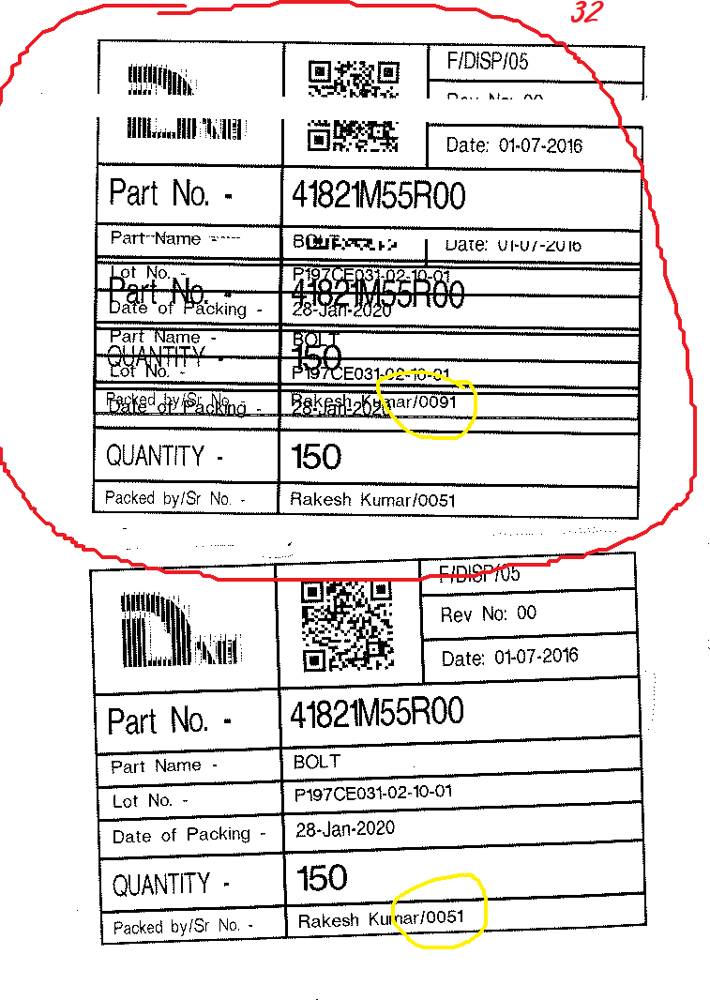 32
F/DISP/05
Rev No: 00
Date: 01-07-2016
Part No. - 41821M55R00
Part Name - BOLT
Date: 01-07-2016
Lot No. - P197CE031-02-10-01
Part No. - 41821M55R00
Date of Packing - 28-Jan-2020
Part Name - BOLT
QUANTITY - 150
Lot No. - P197CE031-02-10-01
Packed by/Sr No. - Rakesh Kumar/0091
Date of Packing - 28-Jan-2020
QUANTITY - 150
Packed by/Sr No. - Rakesh Kumar/0051
F/DISP/05
Rev No: 00
Date: 01-07-2016
Part No. - 41821M55R00
Part Name - BOLT
Lot No. - P197CE031-02-10-01
Date of Packing - 28-Jan-2020
QUANTITY - 150
Packed by/Sr No. - Rakesh Kumar/0051